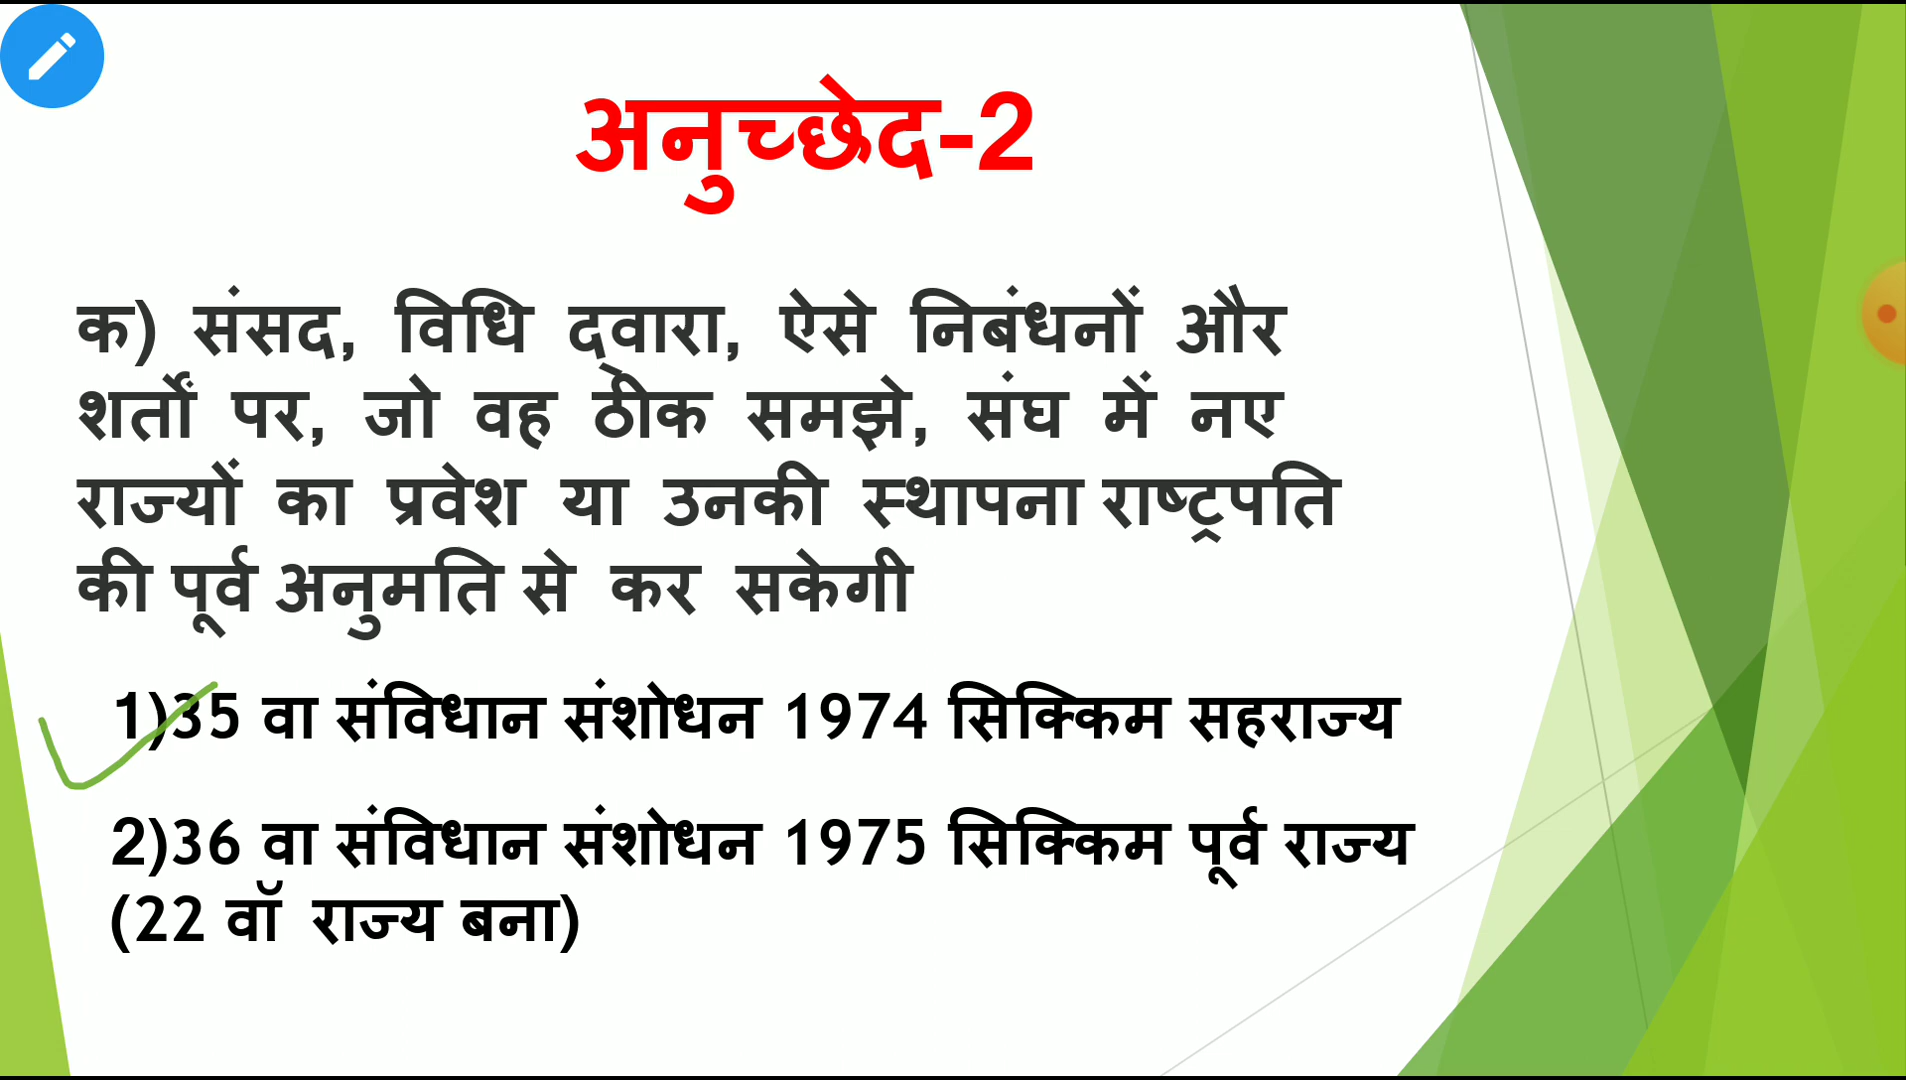 अनुच्छेद-2
क) संसद, विधि द्वारा, ऐसे निबंधनों और
शर्तों पर, जो वह ठीक समझे, संघ में नए
राज्यों का प्रवेश या उनकी स्थापना राष्ट्रपति
की पूर्व अनुमति से कर सकेगी
1)35 वा संविधान संशोधन 1974 सिक्किम सहराज्य
2)36 वा संविधान संशोधन 1975 सिक्किम पूर्व राज्य
(22 वॉ राज्य बना)